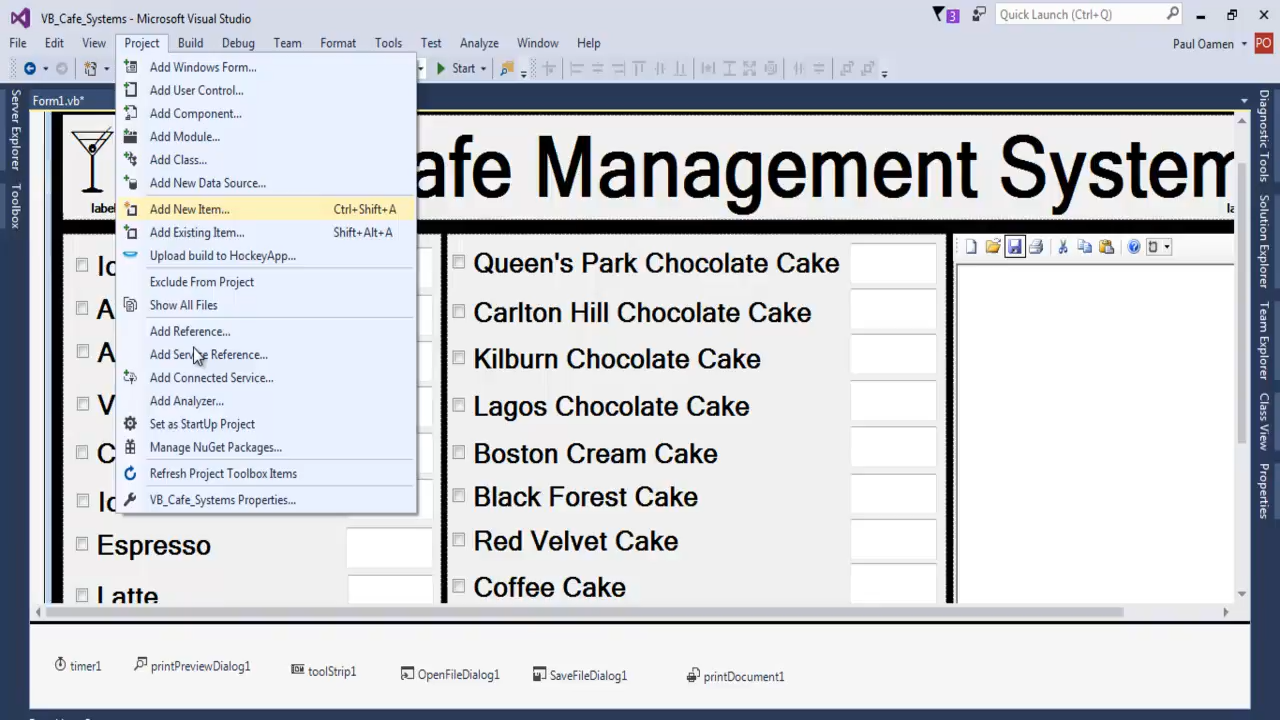 VB_Cafe_Systems - Microsoft Visual Studio
3
Quick Launch (Ctrl+Q)
File Edit View Project Build Debug Team Format Tools Test Analyze Window Help
Paul Oamen
PO
Start
Form1.vb*
Server Explorer
Toolbox
Add Windows Form...
Add User Control...
Add Component...
Add Module...
Add Class...
Add New Data Source...
Add New Item... Ctrl+Shift+A
Add Existing Item... Shift+Alt+A
Upload build to HockeyApp...
Exclude From Project
Show All Files
Add Reference...
Add Service Reference...
Add Connected Service...
Add Analyzer...
Set as StartUp Project
Manage NuGet Packages...
Refresh Project Toolbox Items
VB_Cafe_Systems Properties...
afe Management System
label
la
Ic
A
A
V
C
Ic
Espresso
Latte
Queen's Park Chocolate Cake
Carlton Hill Chocolate Cake
Kilburn Chocolate Cake
Lagos Chocolate Cake
Boston Cream Cake
Black Forest Cake
Red Velvet Cake
Coffee Cake
Diagnostic Tools
Solution Explorer
Team Explorer
Class View
Properties
timer1
printPreviewDialog1
toolStrip1
OpenFileDialog1
SaveFileDialog1
printDocument1